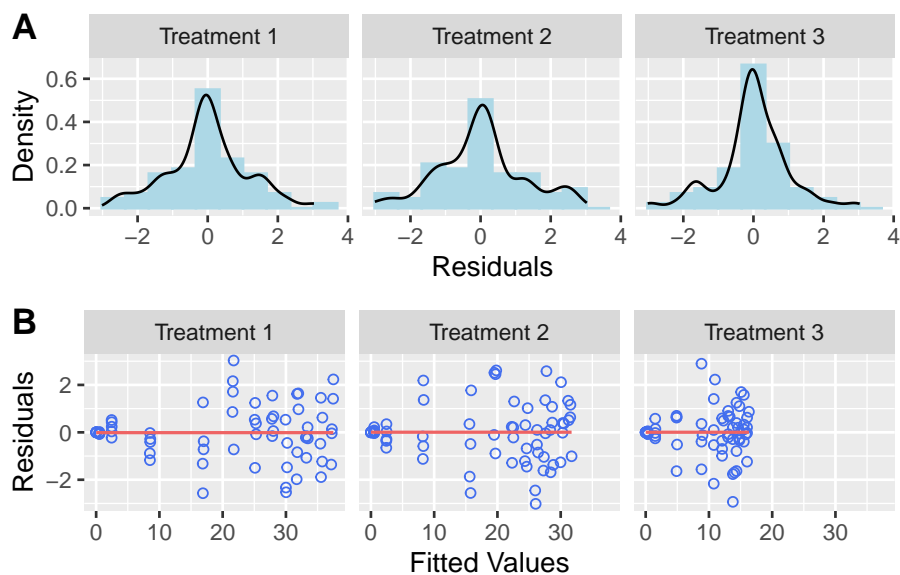 A
Treatment 1 Treatment 2 Treatment 3
Density
0.6
0.4
0.2
0.0
−2 0 2 4 −2 0 2 4 −2 0 2 4
Residuals
B
Treatment 1 Treatment 2 Treatment 3
Residuals
2
0
−2
0 10 20 30 0 10 20 30 0 10 20 30
Fitted Values